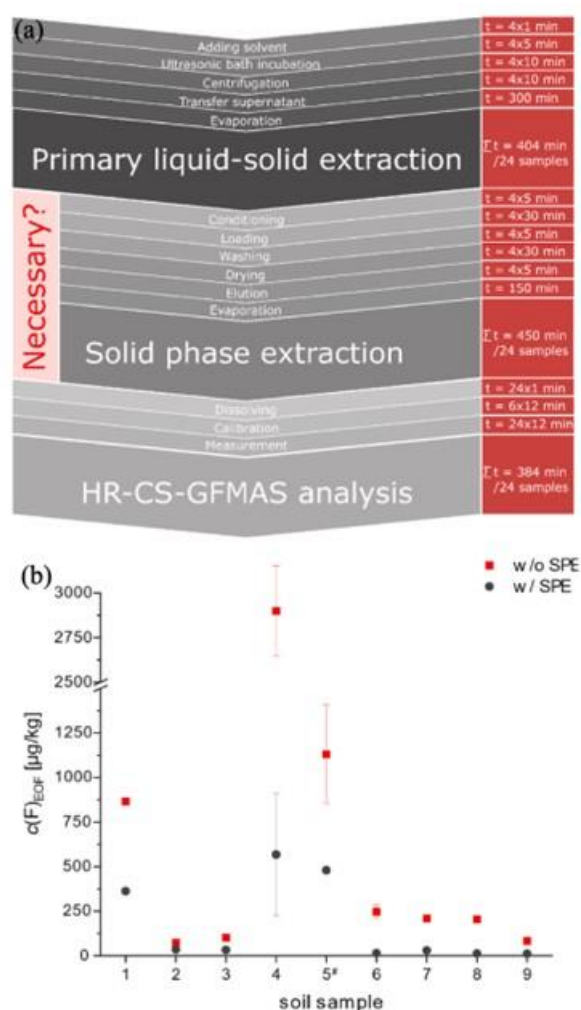 (a)
t = 4x1 min
Adding solvent
t = 4x5 min
Ultrasonic bath incubation
t = 4x10 min
Centrifugation
t = 4x10 min
Transfer supernatant
t = 300 min
Evaporation
Primary liquid-solid extraction
Σt = 404 min
/24 samples
Necessary?
t = 4x5 min
Conditioning
t = 4x30 min
Loading
t = 4x5 min
Washing
t = 4x30 min
Drying
t = 4x5 min
Elution
t = 150 min
Evaporation
Solid phase extraction
Σt = 450 min
/24 samples
t = 24x1 min
Dissolving
t = 6x12 min
Calibration
t = 24x12 min
Measurement
HR-CS-GFMAS analysis
Σt = 384 min
/24 samples
(b)
w/o SPE
w/ SPE
3000
2750
2500
1250
1000
750
500
250
0
c(F)EOF [µg/kg]
1 2 3 4 5# 6 7 8 9
soil sample